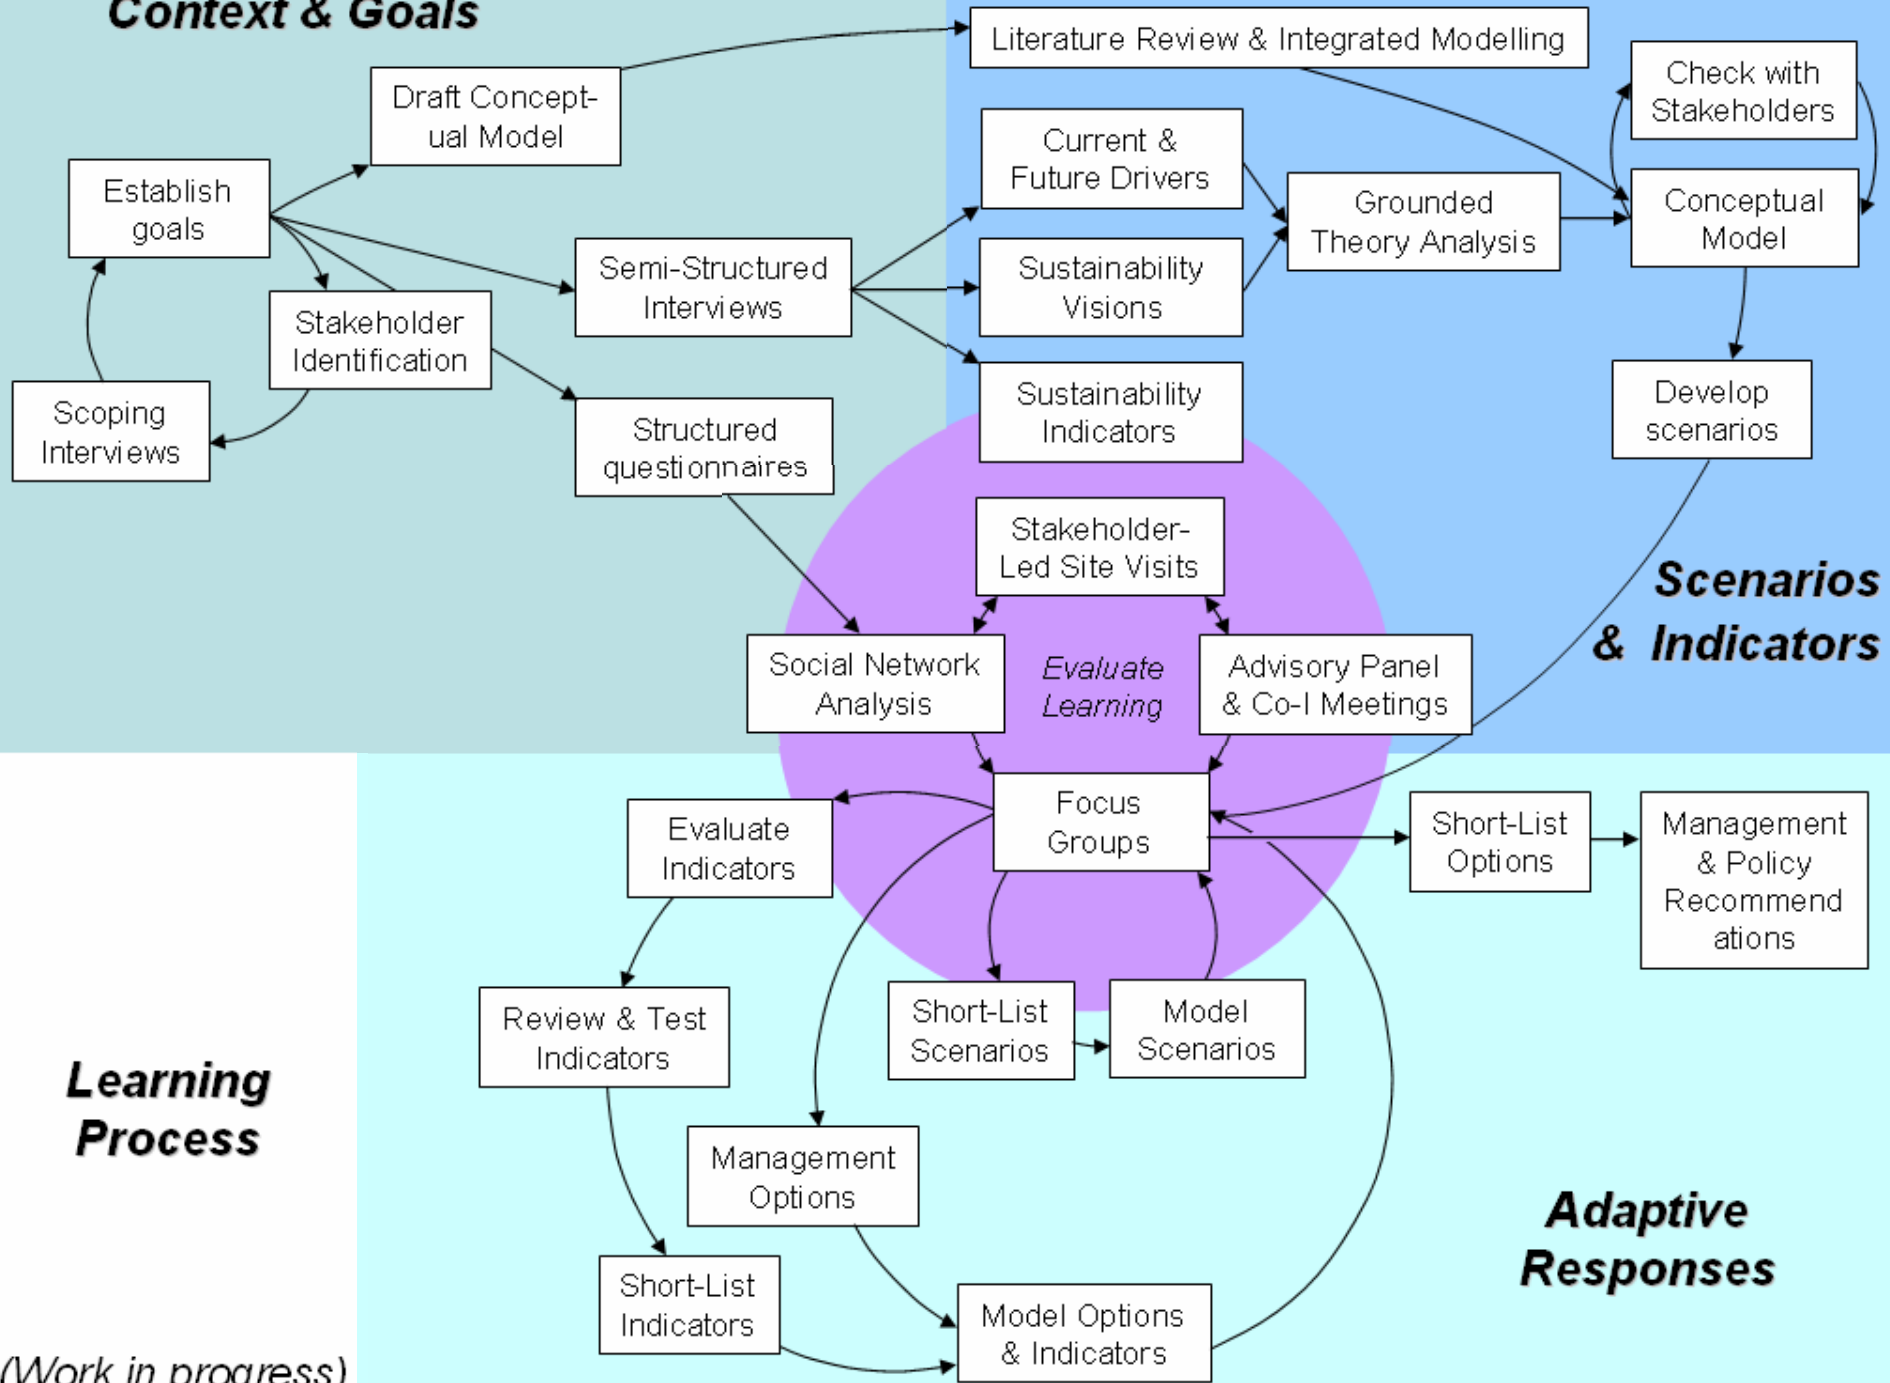 Context & Goals
Literature Review & Integrated Modelling
Check with
Stakeholders
Draft Concept-
ual Model
Current &
Future Drivers
Establish
goals
Grounded
Theory Analysis
Conceptual
Model
Semi-Structured
Interviews
Sustainability
Visions
Stakeholder
Identification
Sustainability
Indicators
Develop
scenarios
Scoping
Interviews
Structured
questionnaires
Stakeholder-
Led Site Visits
Scenarios
& Indicators
Social Network
Analysis
Evaluate
Learning
Advisory Panel
& Co-I Meetings
Focus
Groups
Evaluate
Indicators
Short-List
Options
Management
& Policy
Recommend
ations
Review & Test
Indicators
Short-List
Scenarios
Model
Scenarios
Learning
Process
Management
Options
Adaptive
Responses
Short-List
Indicators
Model Options
& Indicators
(Work in progress)